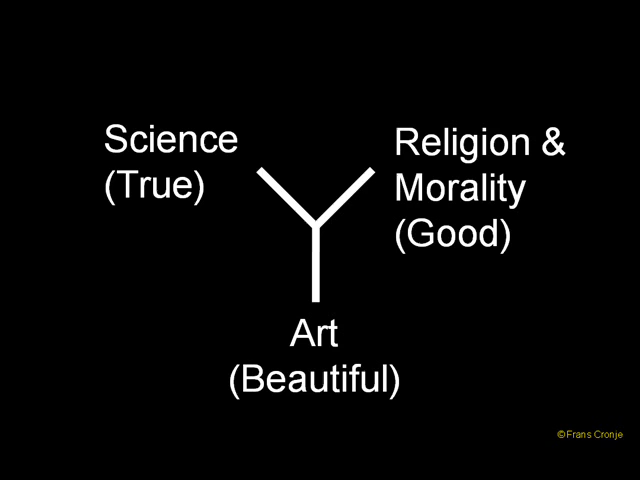 Science
(True)
Religion &
Morality
(Good)
Art
(Beautiful)
©Frans Cronje